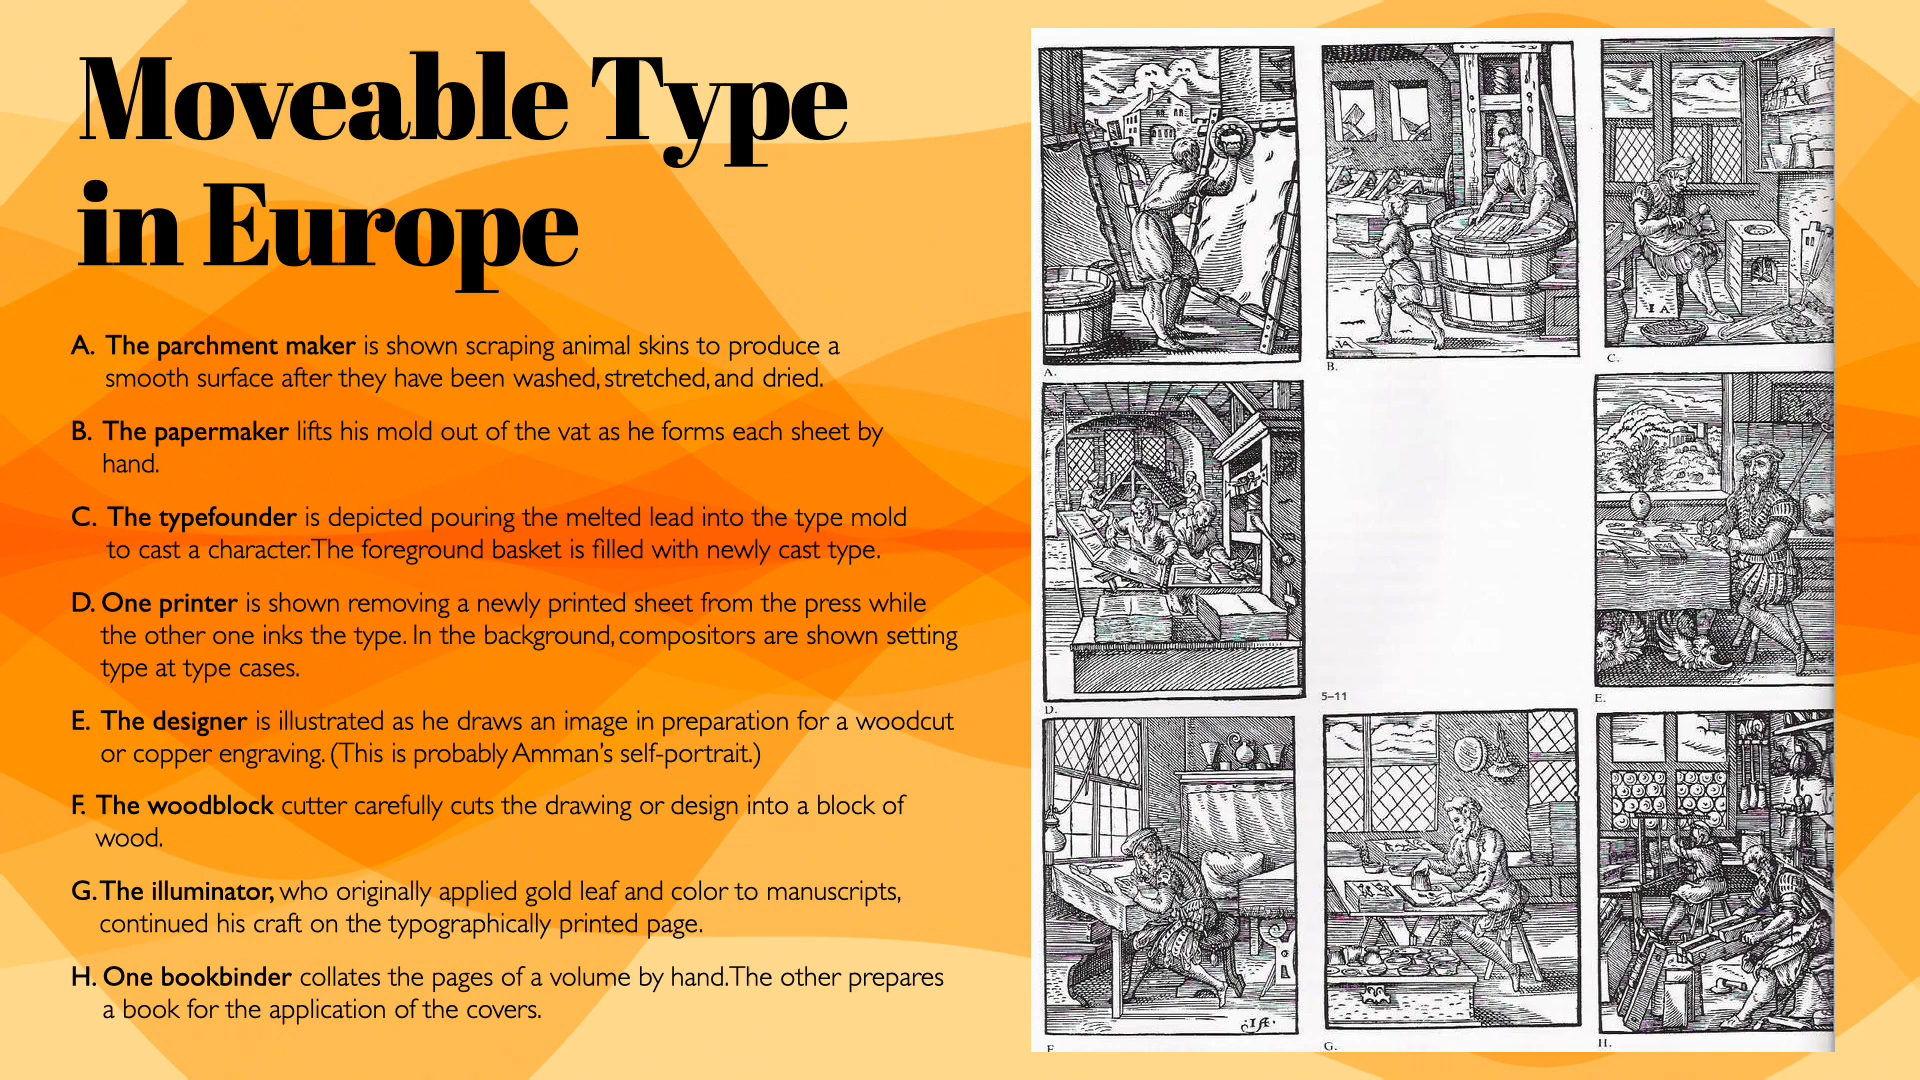 Moveable Type
in Europe
A. The parchment maker is shown scraping animal skins to produce a
smooth surface after they have been washed, stretched, and dried.
B. The papermaker lifts his mold out of the vat as he forms each sheet by
hand.
C. The typefounder is depicted pouring the melted lead into the type mold
to cast a character. The foreground basket is filled with newly cast type.
D. One printer is shown removing a newly printed sheet from the press while
the other one inks the type. In the background, compositors are shown setting
type at type cases.
E. The designer is illustrated as he draws an image in preparation for a woodcut
or copper engraving. (This is probably Amman’s self-portrait.)
F. The woodblock cutter carefully cuts the drawing or design into a block of
wood.
G. The illuminator, who originally applied gold leaf and color to manuscripts,
continued his craft on the typographically printed page.
H. One bookbinder collates the pages of a volume by hand. The other prepares
a book for the application of the covers.
A.
B.
C.
I A
D.
5–11
E.
F
G.
H.
IA